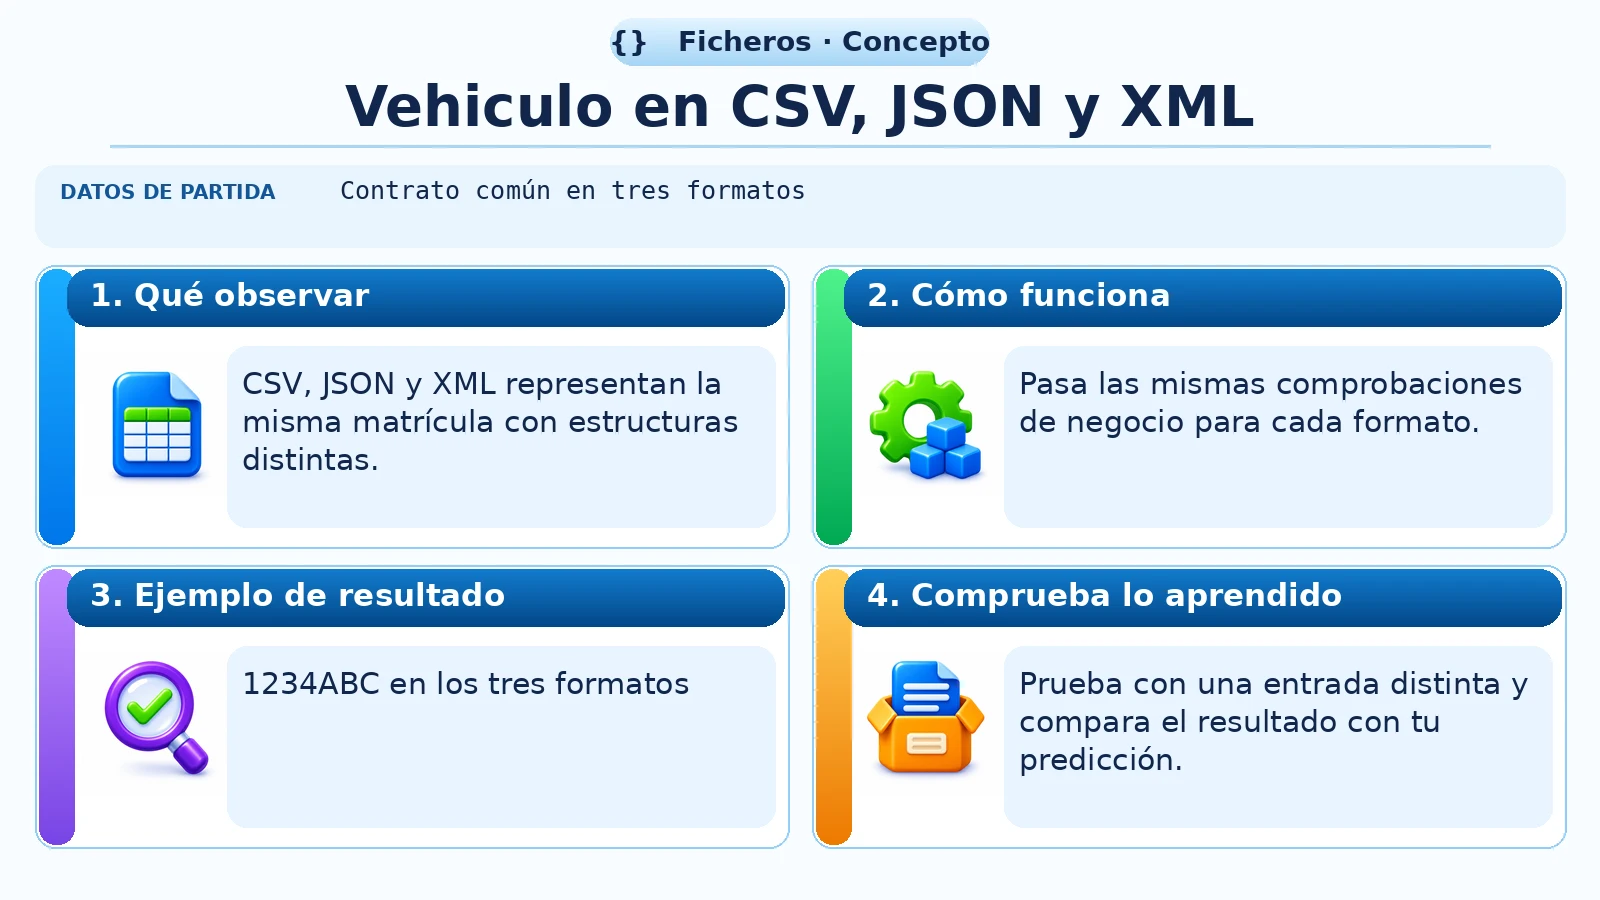 {} Ficheros · Concepto
Vehiculo en CSV, JSON y XML
DATOS DE PARTIDA Contrato común en tres formatos
1. Qué observar
CSV, JSON y XML representan la
misma matrícula con estructuras
distintas.
2. Cómo funciona
Pasa las mismas comprobaciones
de negocio para cada formato.
3. Ejemplo de resultado
1234ABC en los tres formatos
4. Comprueba lo aprendido
Prueba con una entrada distinta y
compara el resultado con tu
predicción.